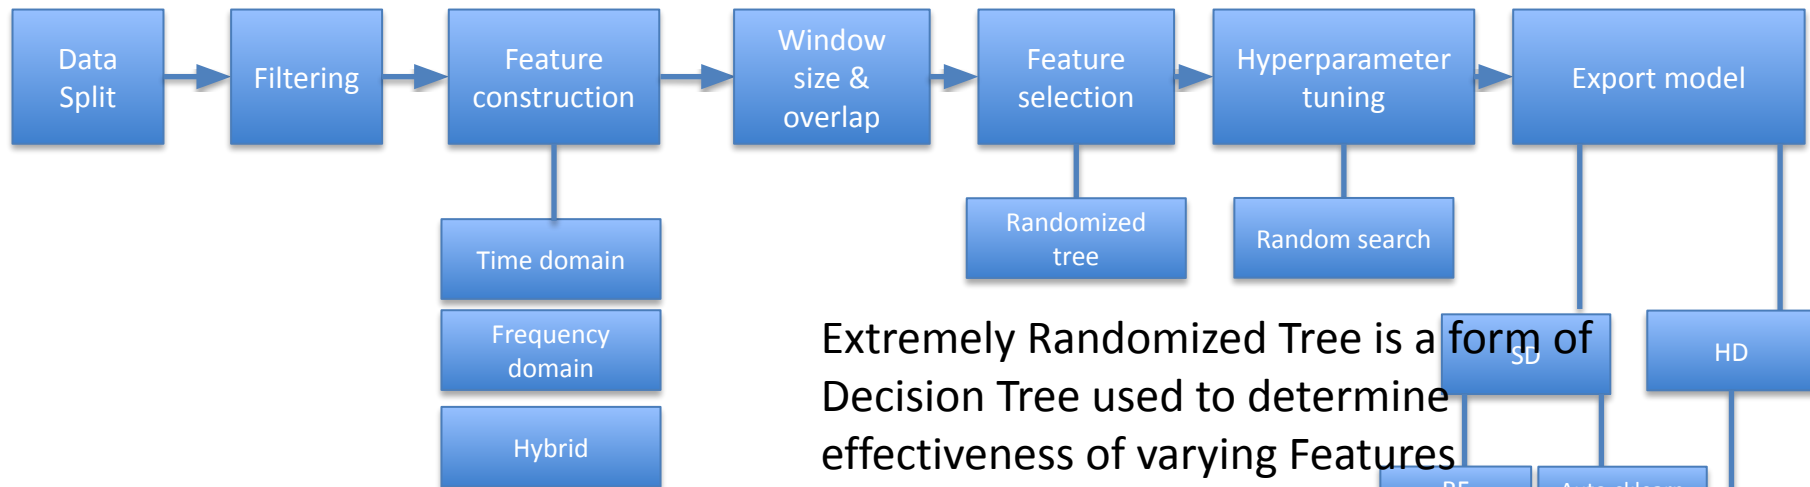 Data
Split
Filtering
Feature
construction
Window
size &
overlap
Feature
selection
Hyperparameter
tuning
Export model
Time domain
Frequency
domain
Hybrid
Randomized
tree
Random search
Extremely Randomized Tree is a form of
Decision Tree used to determine
effectiveness of varying Features
SD
HD